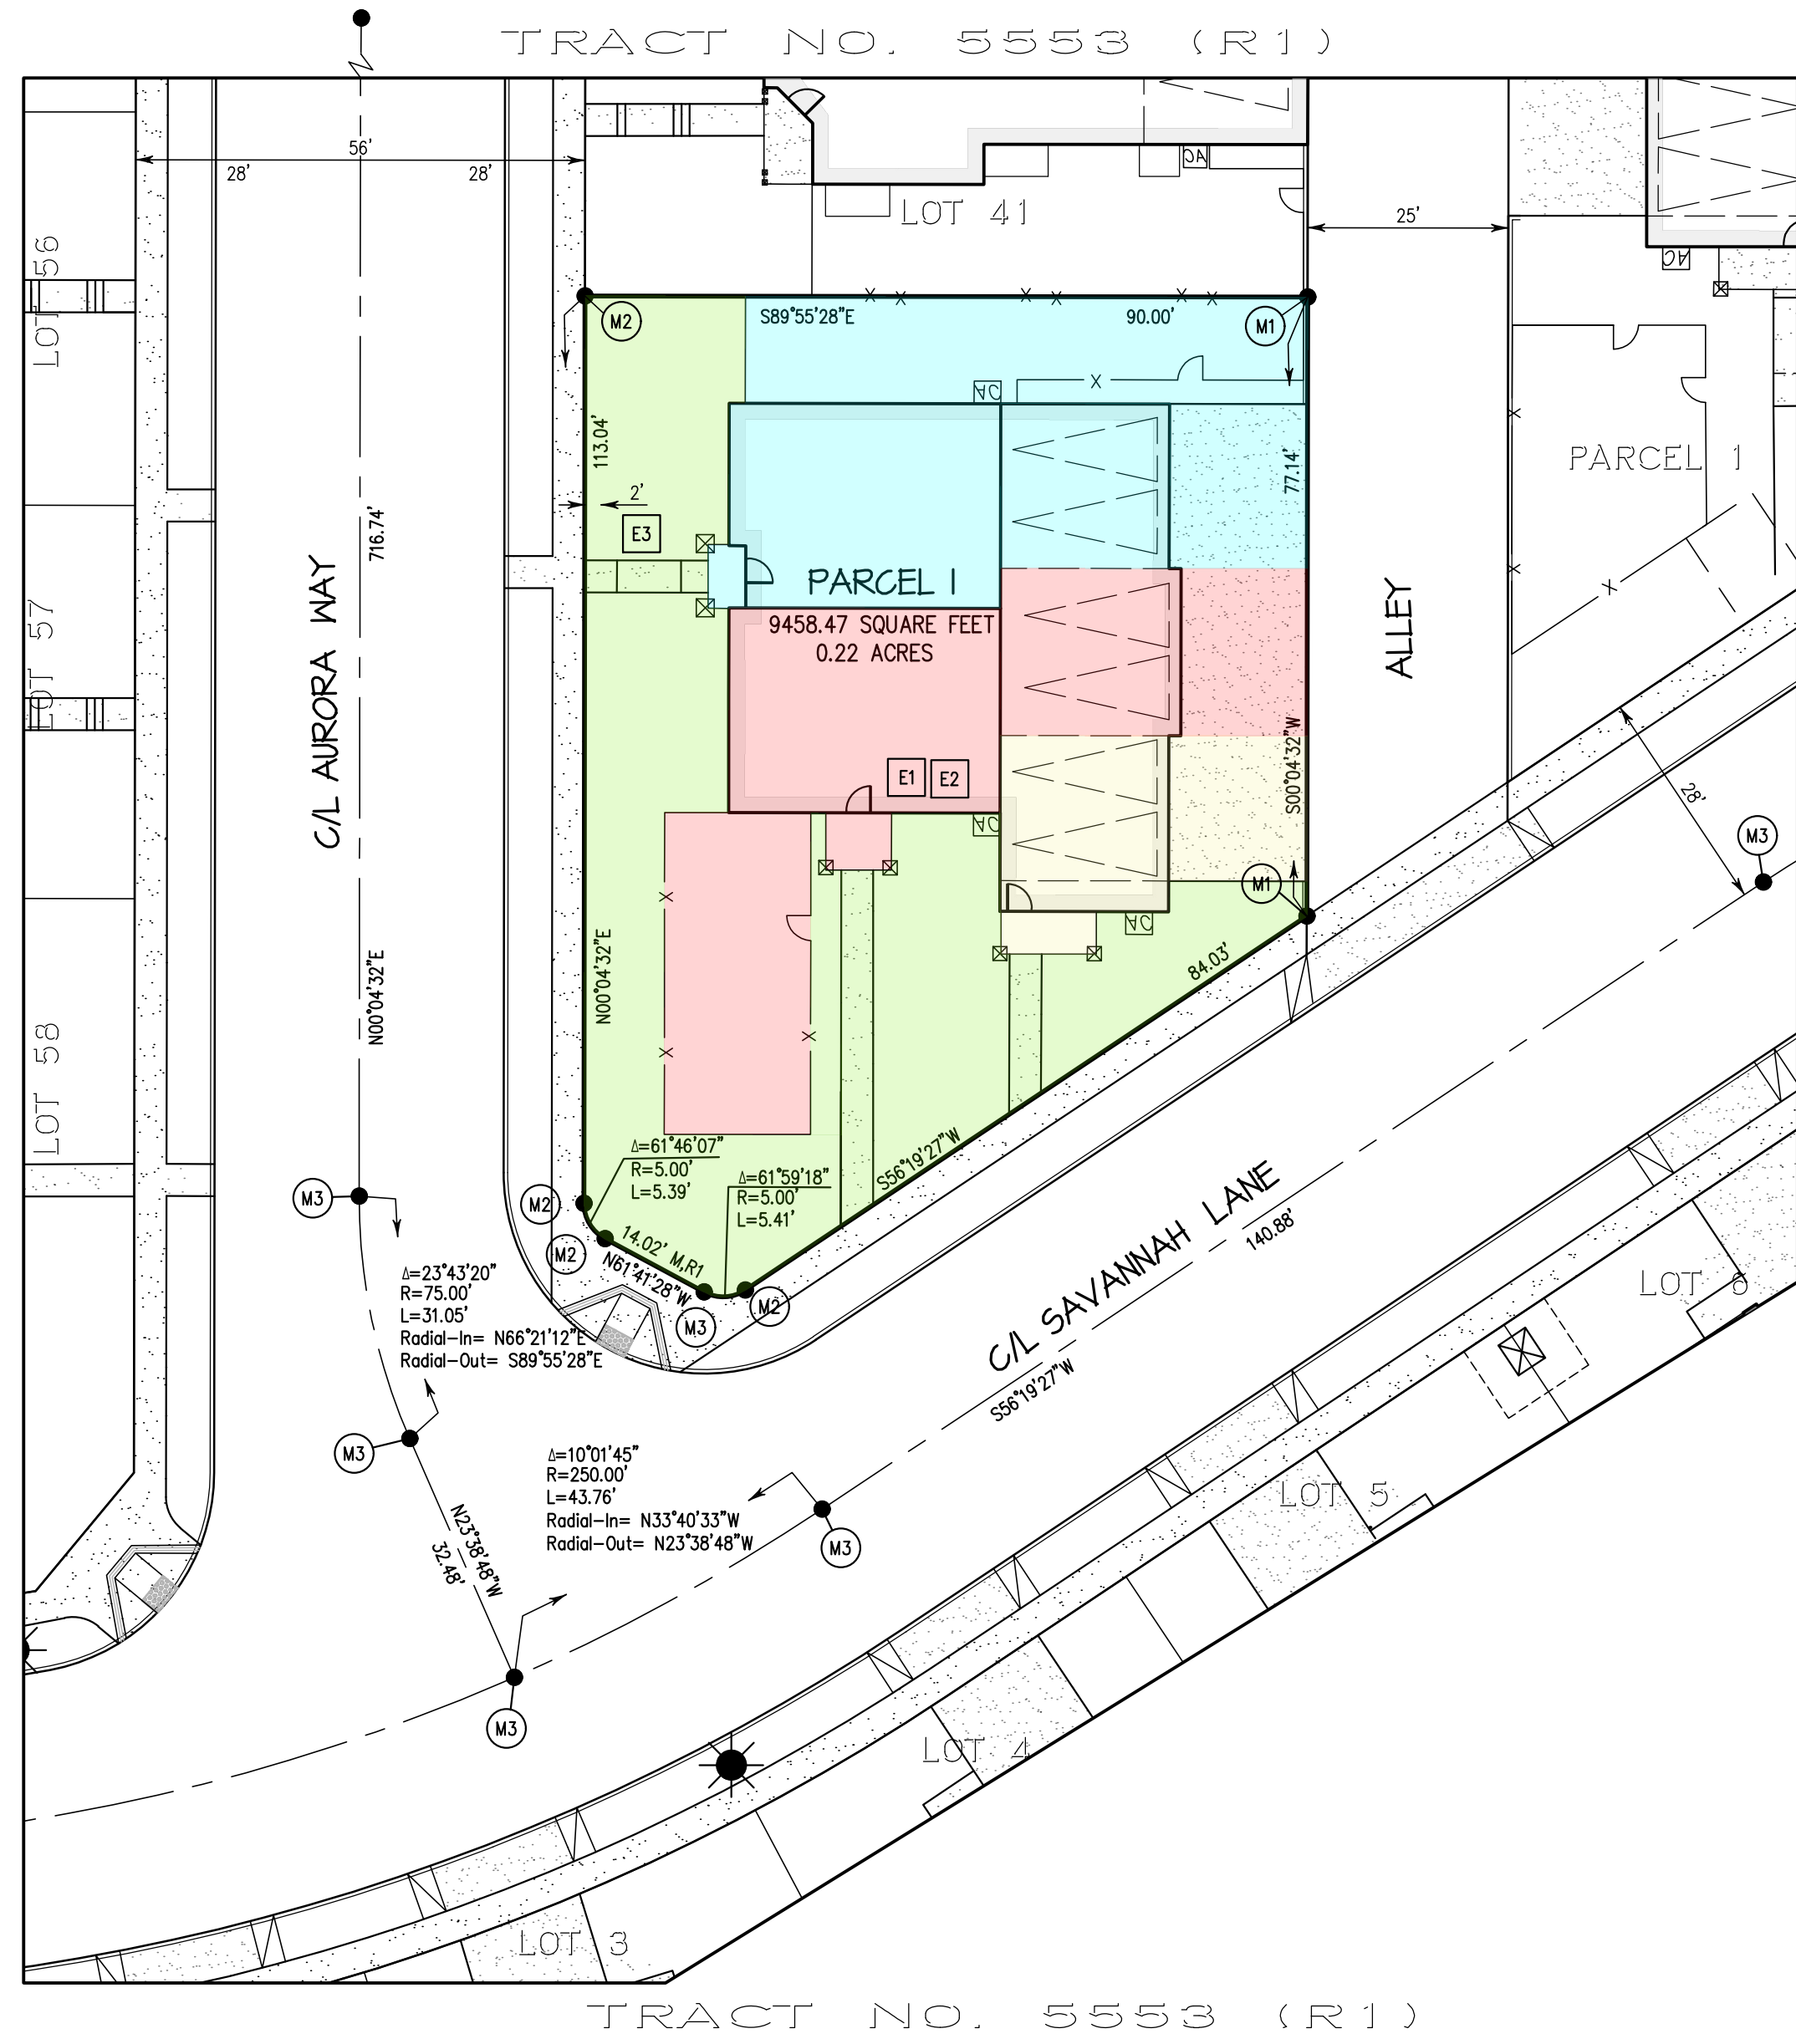 TRACT NO. 5553 (R1)
56'
28'
28'
LOT 56
LOT 41
AC
25'
AC
M2
S89°55'28"E
90.00'
M1
AC
X
113.04'
77.14'
PARCEL 1
2'
E3
716.74'
PARCEL 1
9458.47 SQUARE FEET
0.22 ACRES
C/L AURORA WAY
ALLEY
LOT 57
E1
E2
S00°04'32"W
28'
AC
M3
M1
AC
N00°04'32"E
N00°04'32"E
84.03'
LOT 58
Δ=61°46'07"
R=5.00'
L=5.39'
Δ=61°59'18"
R=5.00'
L=5.41'
S56°19'27"W
M3
M2
M2
14.02' M,R1
N61°41'28"W
M2
M3
C/L SAVANNAH LANE
140.88'
S56°19'27"W
LOT 6
Δ=23°43'20"
R=75.00'
L=31.05'
Radial-In= N66°21'12"E
Radial-Out= S89°55'28"E
M3
Δ=10°01'45"
R=250.00'
L=43.76'
Radial-In= N33°40'33"W
Radial-Out= N23°38'48"W
LOT 5
M3
N23°38'48"W
32.48'
M3
LOT 4
LOT 3
TRACT NO. 5553 (R1)